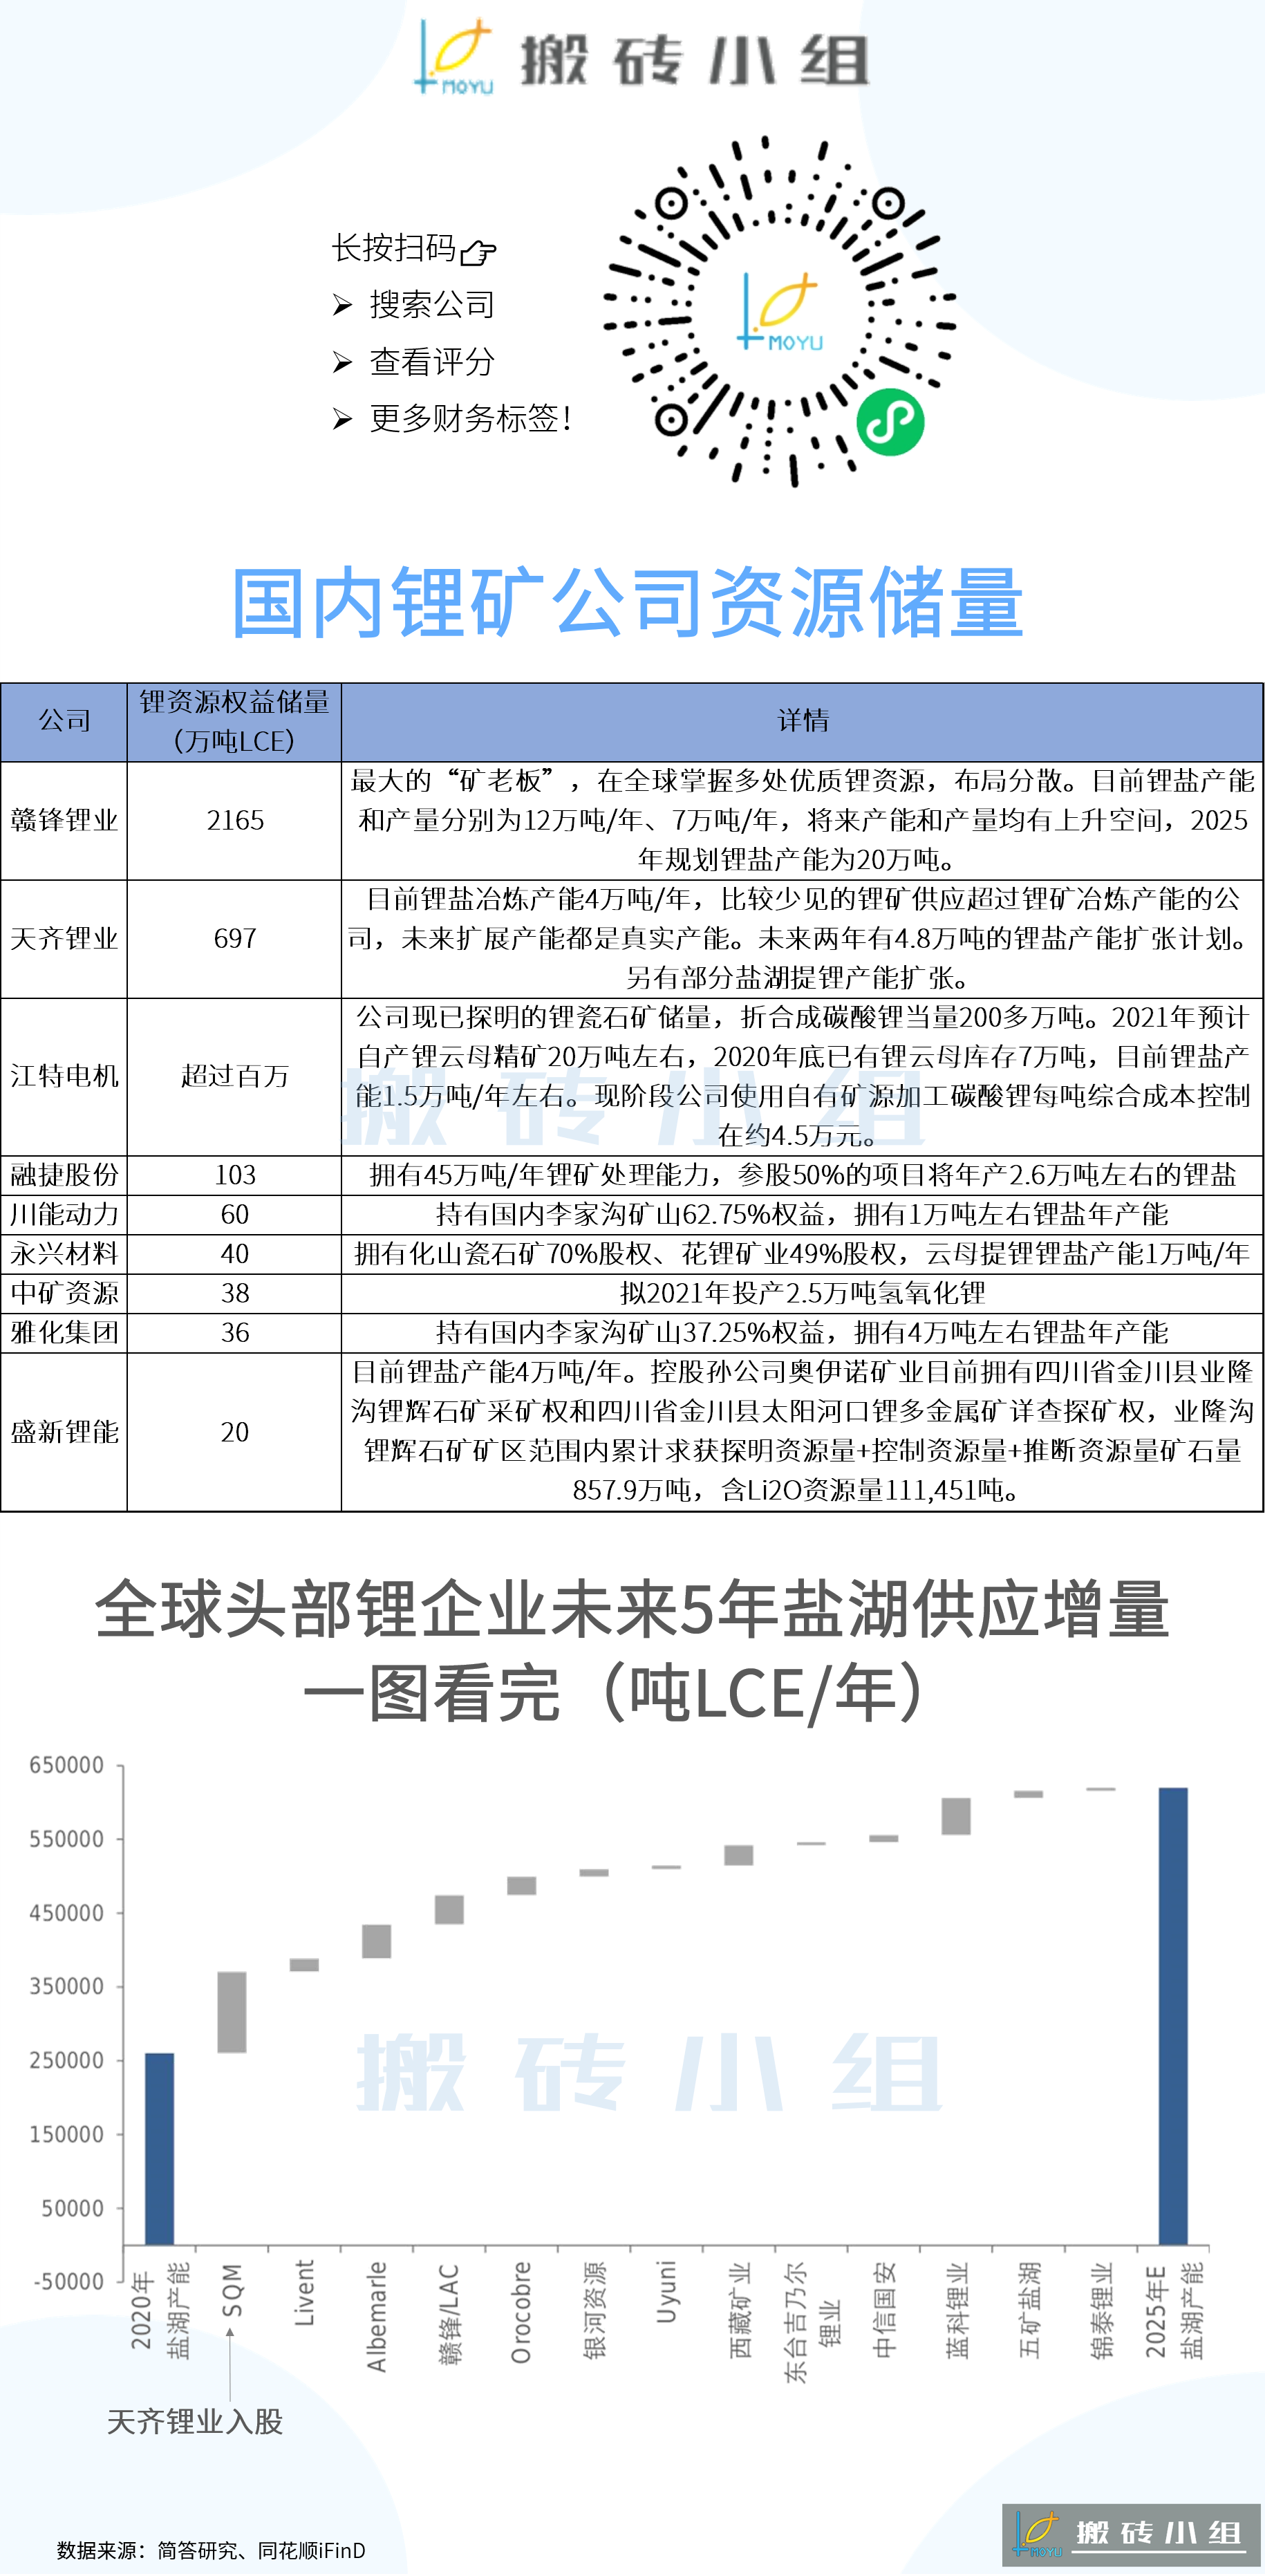 MOYU 搬砖小组
长按扫码
搜索公司
查看评分
更多财务标签！
MOYU
国内锂矿公司资源储量
公司 锂资源权益储量（万吨LCE） 详情
赣锋锂业 2165
最大的“矿老板”，在全球掌握多处优质锂资源，布局分散。目前锂盐产能
和产量分别为12万吨/年、7万吨/年，将来产能和产量均有上升空间，2025
年规划锂盐产能为20万吨。
天齐锂业 697
目前锂盐冶炼产能4万吨/年，比较少见的锂矿供应超过锂矿冶炼产能的公
司，未来扩展产能都是真实产能。未来两年有4.8万吨的锂盐产能扩张计划。
另有部分盐湖提锂产能扩张。
江特电机 超过百万
公司现已探明的锂瓷石矿储量，折合成碳酸锂当量200多万吨。2021年预计
自产锂云母精矿20万吨左右，2020年底已有锂云母库存7万吨，目前锂盐产
能1.5万吨/年左右。现阶段公司使用自有矿源加工碳酸锂每吨综合成本控制
在约4.5万元。
融捷股份 103 拥有45万吨/年锂矿处理能力，参股50%的项目将年产2.6万吨左右的锂盐
川能动力 60 持有国内李家沟矿山62.75%权益，拥有1万吨左右锂盐年产能
永兴材料 40 拥有化山瓷石矿70%股权、花锂矿业49%股权，云母提锂锂盐产能1万吨/年
中矿资源 38 拟2021年投产2.5万吨氢氧化锂
雅化集团 36 持有国内李家沟矿山37.25%权益，拥有4万吨左右锂盐年产能
盛新锂能 20
目前锂盐产能4万吨/年。控股孙公司奥伊诺矿业目前拥有四川省金川县业隆
沟锂辉石矿采矿权和四川省金川县太阳河口锂多金属矿详查探矿权，业隆沟
锂辉石矿矿区范围内累计求获探明资源量+控制资源量+推断资源量矿石量
857.9万吨，含Li2O资源量111,451吨。
搬砖小组
全球头部锂企业未来5年盐湖供应增量
一图看完（吨LCE/年）
650000
550000
450000
350000
250000
150000
50000
-50000
搬砖小组
2020年
盐湖产能
SQM
Livent
Albemarle
赣锋/LAC
Orocobre
银河资源
Uyuni
西藏矿业
东台吉乃尔
锂业
中信国安
蓝科锂业
五矿盐湖
锦泰锂业
2025年E
盐湖产能
天齐锂业入股
数据来源：简答研究、同花顺iFinD
MOYU 搬砖小组